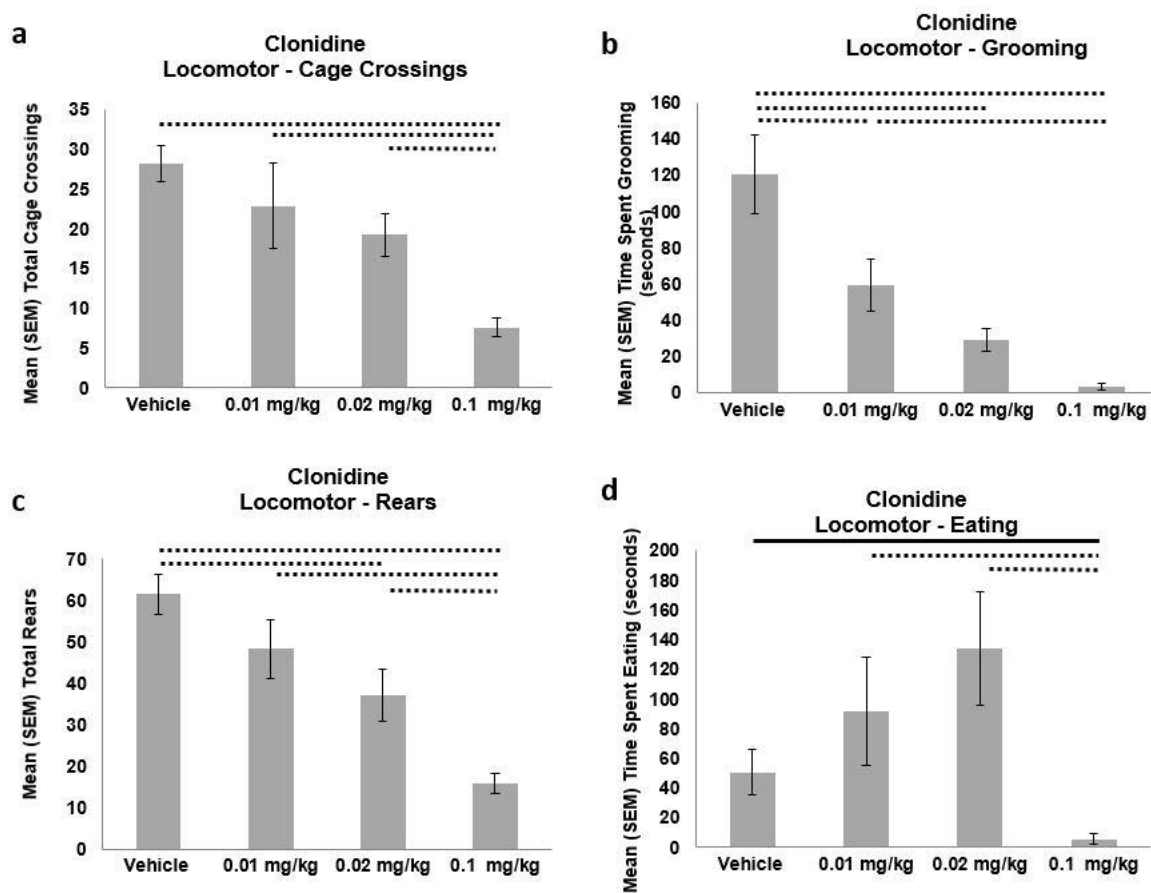 a
Clonidine
Locomotor - Cage Crossings
Mean (SEM) Total Cage Crossings
35
30
25
20
15
10
5
0
Vehicle 0.01 mg/kg 0.02 mg/kg 0.1 mg/kg
b
Clonidine
Locomotor - Grooming
Mean (SEM) Time Spent Grooming
(seconds)
160
140
120
100
80
60
40
20
0
Vehicle 0.01 mg/kg 0.02 mg/kg 0.1 mg/kg
c
Clonidine
Locomotor - Rears
Mean (SEM) Total Rears
70
60
50
40
30
20
10
0
Vehicle 0.01 mg/kg 0.02 mg/kg 0.1 mg/kg
d
Clonidine
Locomotor - Eating
Mean (SEM) Time Spent Eating (seconds)
200
180
160
140
120
100
80
60
40
20
0
Vehicle 0.01 mg/kg 0.02 mg/kg 0.1 mg/kg